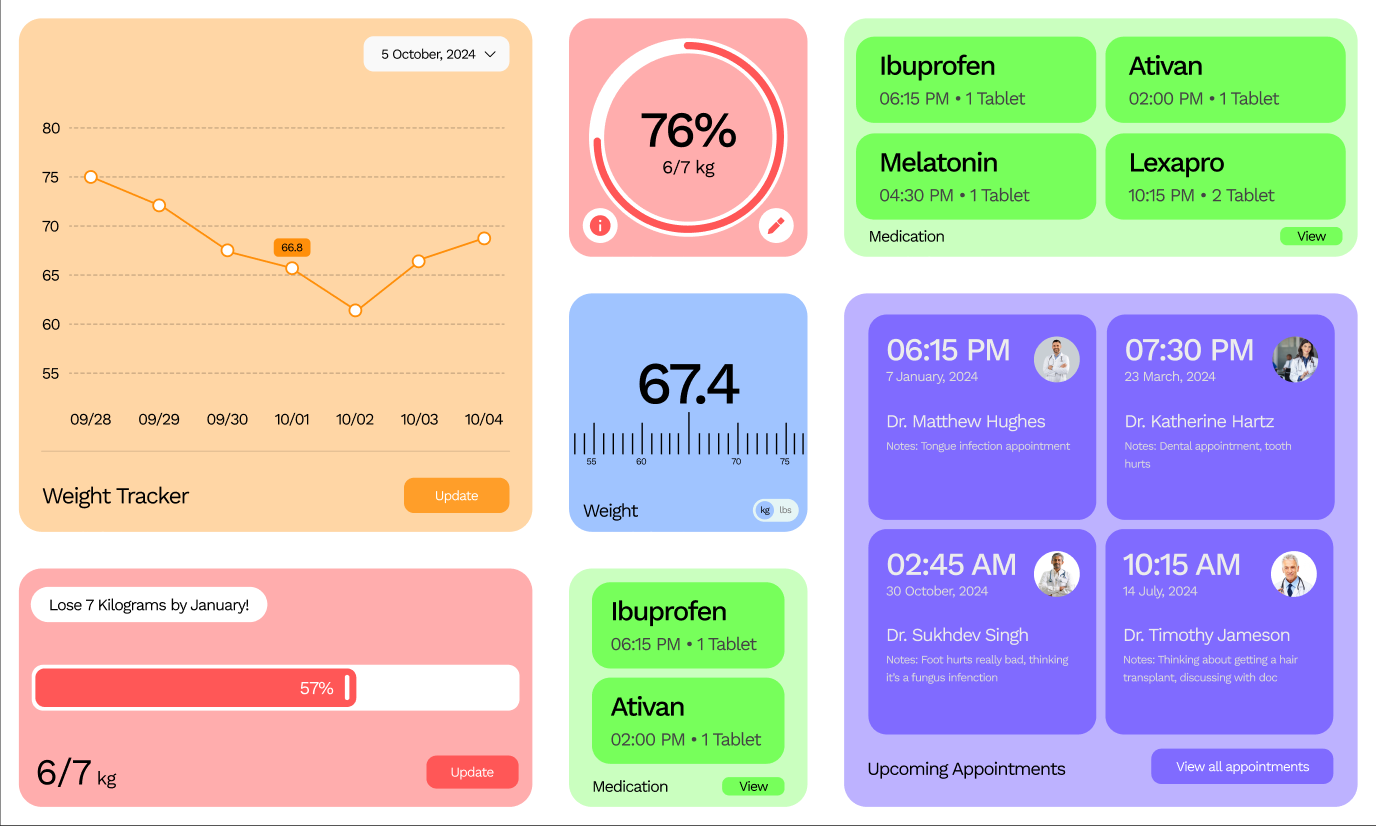 5 October, 2024
80
75
70
66.8
65
60
55
09/28 09/29 09/30 10/01 10/02 10/03 10/04
Weight Tracker
Update
76%
6/7 kg
Ibuprofen
06:15 PM • 1 Tablet
Ativan
02:00 PM • 1 Tablet
Melatonin
04:30 PM • 1 Tablet
Lexapro
10:15 PM • 2 Tablet
Medication
View
67.4
55 60 70 75
Weight
kg lbs
06:15 PM
7 January, 2024
Dr. Matthew Hughes
Notes: Tongue infection appointment
07:30 PM
23 March, 2024
Dr. Katherine Hartz
Notes: Dental appointment, tooth
hurts
02:45 AM
30 October, 2024
Dr. Sukhdev Singh
Notes: Foot hurts really bad, thinking
it's a fungus infenction
10:15 AM
14 July, 2024
Dr. Timothy Jameson
Notes: Thinking about getting a hair
transplant, discussing with doc
Upcoming Appointments
View all appointments
Lose 7 Kilograms by January!
57%
6/7 kg
Update
Ibuprofen
06:15 PM • 1 Tablet
Ativan
02:00 PM • 1 Tablet
Medication
View